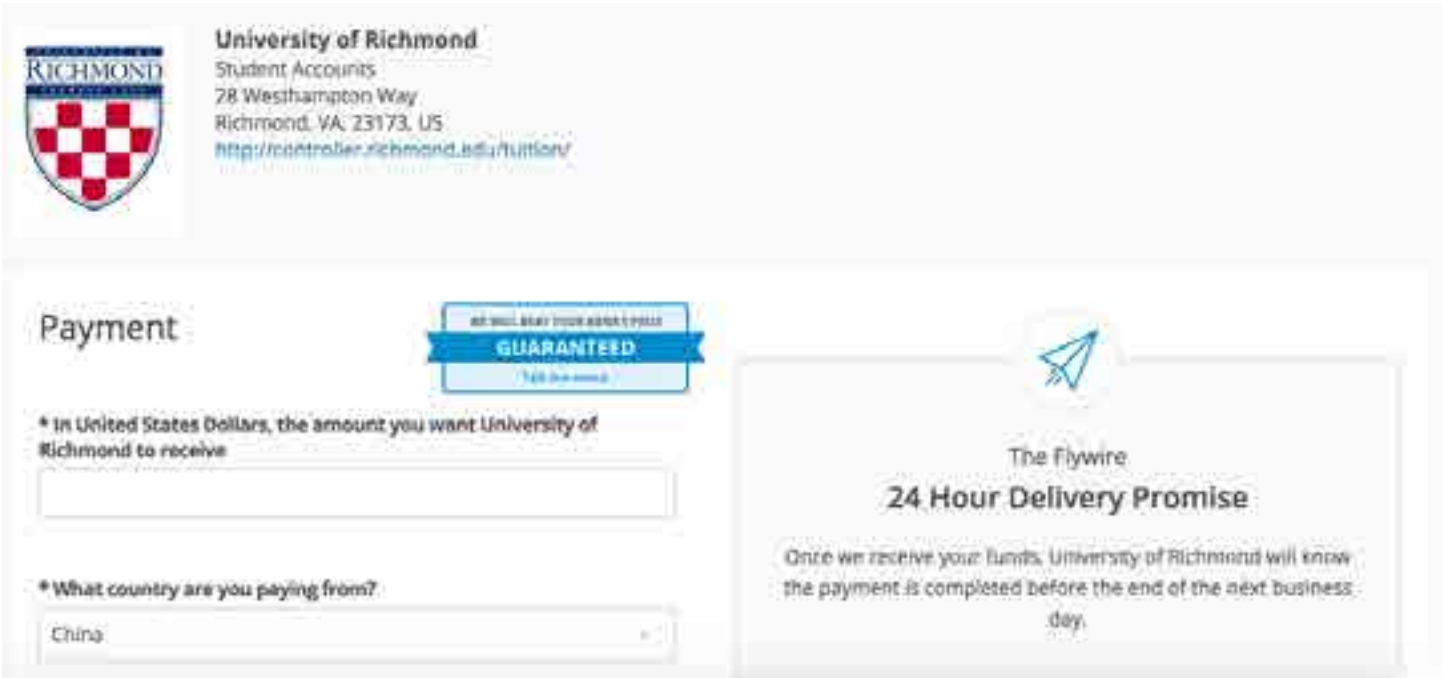 University of Richmond
Student Accounts
28 Westhampton Way
Richmond, VA, 23173, US
http://controller.richmond.edu/tuition/
RICHMOND
Payment
GUARANTEED
* In United States Dollars, the amount you want University of
Richmond to receive
* What country are you paying from?
China
The Flywire
24 Hour Delivery Promise
Once we receive your funds, University of Richmond will know
the payment is completed before the end of the next business
day.